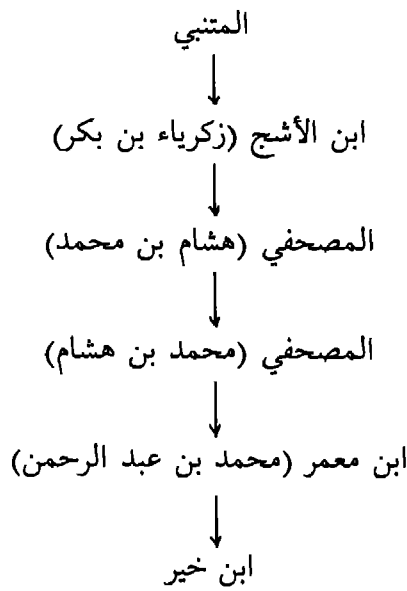 المتنبي
ابن الأشج (زكرياء بن بكر)
المصحفي (هشام بن محمد)
المصحفي (محمد بن هشام)
ابن معمر (محمد بن عبد الرحمن)
ابن خير